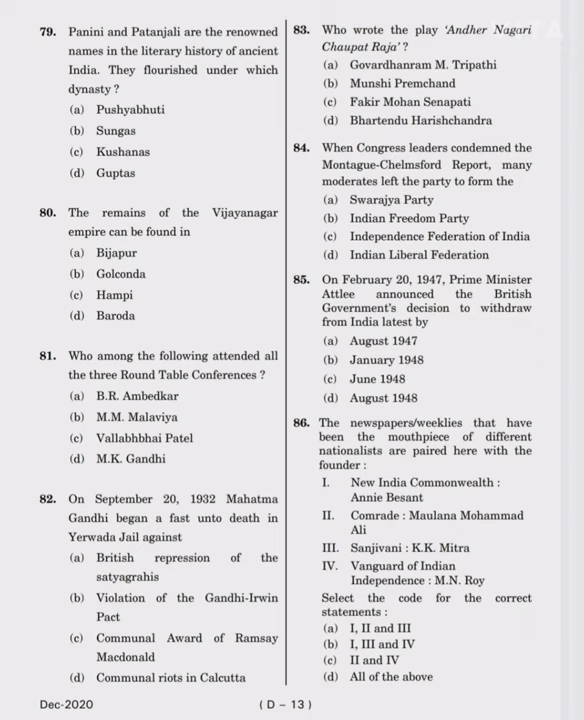 79. Panini and Patanjali are the renowned
names in the literary history of ancient
India. They flourished under which
dynasty ?
(a) Pushyabhuti
(b) Sungas
(c) Kushanas
(d) Guptas
80. The remains of the Vijayanagar
empire can be found in
(a) Bijapur
(b) Golconda
(c) Hampi
(d) Baroda
81. Who among the following attended all
the three Round Table Conferences ?
(a) B.R. Ambedkar
(b) M.M. Malaviya
(c) Vallabhbhai Patel
(d) M.K. Gandhi
82. On September 20, 1932 Mahatma
Gandhi began a fast unto death in
Yerwada Jail against
(a) British repression of the
satyagrahis
(b) Violation of the Gandhi-Irwin
Pact
(c) Communal Award of Ramsay
Macdonald
(d) Communal riots in Calcutta
83. Who wrote the play 'Andher Nagari
Chaupat Raja' ?
(a) Govardhanram M. Tripathi
(b) Munshi Premchand
(c) Fakir Mohan Senapati
(d) Bhartendu Harishchandra
84. When Congress leaders condemned the
Montague-Chelmsford Report, many
moderates left the party to form the
(a) Swarajya Party
(b) Indian Freedom Party
(c) Independence Federation of India
(d) Indian Liberal Federation
85. On February 20, 1947, Prime Minister
Attlee announced the British
Government's decision to withdraw
from India latest by
(a) August 1947
(b) January 1948
(c) June 1948
(d) August 1948
86. The newspapers/weeklies that have
been the mouthpiece of different
nationalists are paired here with the
founder :
I. New India Commonwealth :
Annie Besant
II. Comrade : Maulana Mohammad
Ali
III. Sanjivani : K.K. Mitra
IV. Vanguard of Indian
Independence : M.N. Roy
Select the code for the correct
statements :
(a) I, II and III
(b) I, III and IV
(c) II and IV
(d) All of the above
Dec-2020 ( D – 13 )